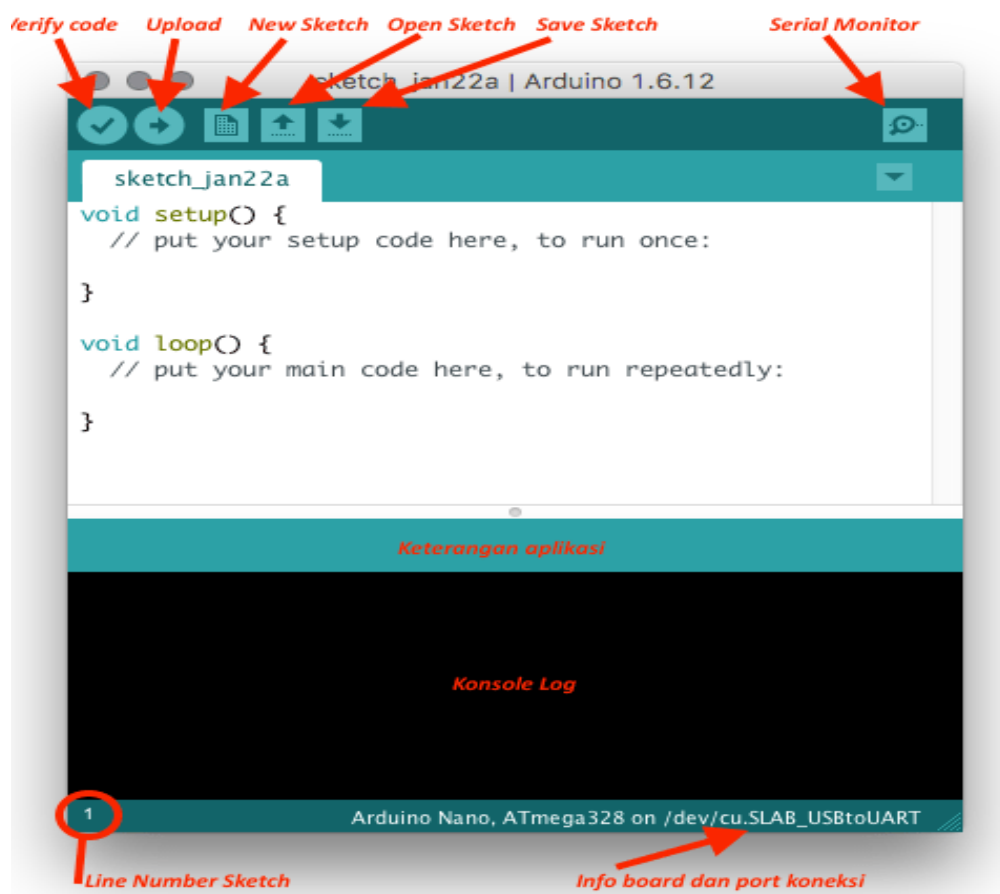 Verify code Upload New Sketch Open Sketch Save Sketch Serial Monitor
sketch_jan22a | Arduino 1.6.12
sketch_jan22a
void setup() {
// put your setup code here, to run once:
}
void loop() {
// put your main code here, to run repeatedly:
}
Keterangan aplikasi
Konsole Log
1
Arduino Nano, ATmega328 on /dev/cu.SLAB_USBtoUART
Line Number Sketch
Info board dan port koneksi